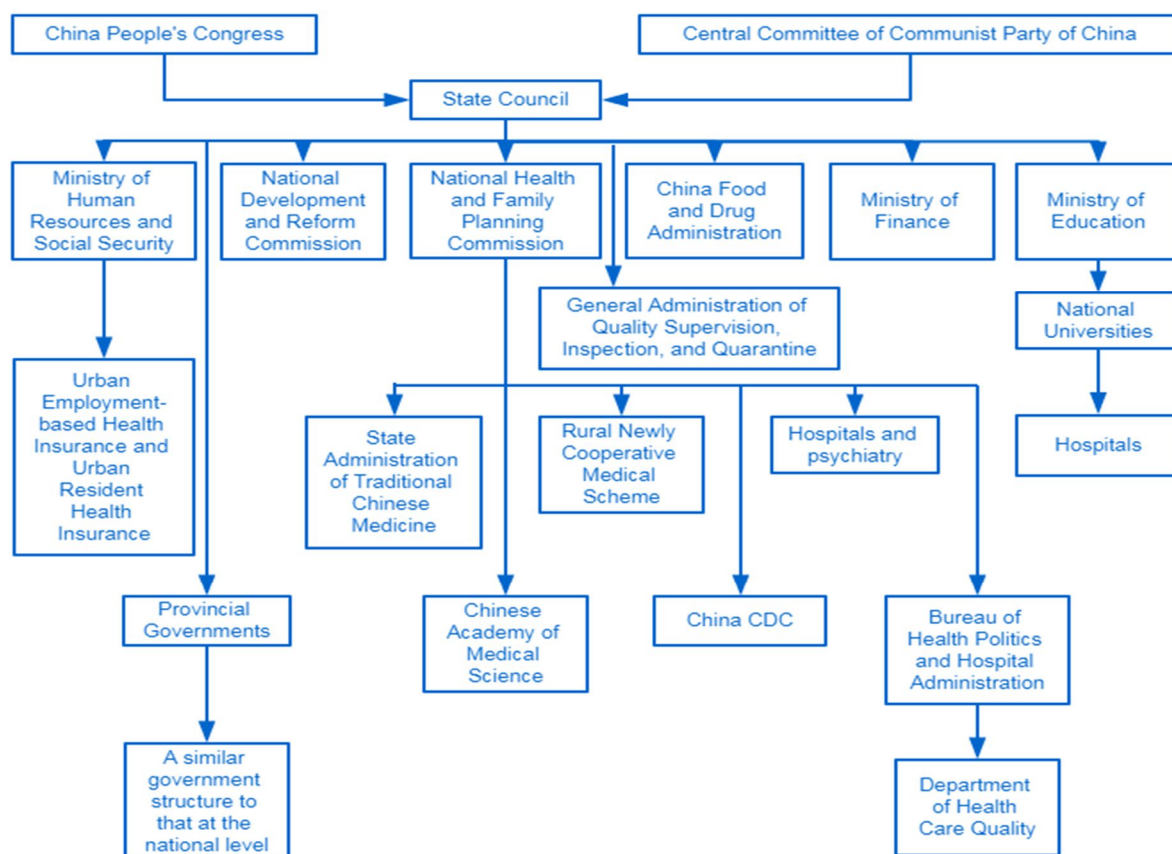 China People's Congress
Central Committee of Communist Party of China
State Council
Ministry of
Human
Resources and
Social Security
National
Development
and Reform
Commission
National Health
and Family
Planning
Commission
China Food
and Drug
Administration
Ministry of
Finance
Ministry of
Education
General Administration of
Quality Supervision,
Inspection, and Quarantine
National
Universities
Urban
Employment-
based Health
Insurance and
Urban
Resident
Health
Insurance
State
Administration
of Traditional
Chinese
Medicine
Rural Newly
Cooperative
Medical
Scheme
Hospitals and
psychiatry
Hospitals
Provincial
Governments
Chinese
Academy of
Medical
Science
China CDC
Bureau of
Health Politics
and Hospital
Administration
A similar
government
structure to
that at the
national level
Department
of Health
Care Quality